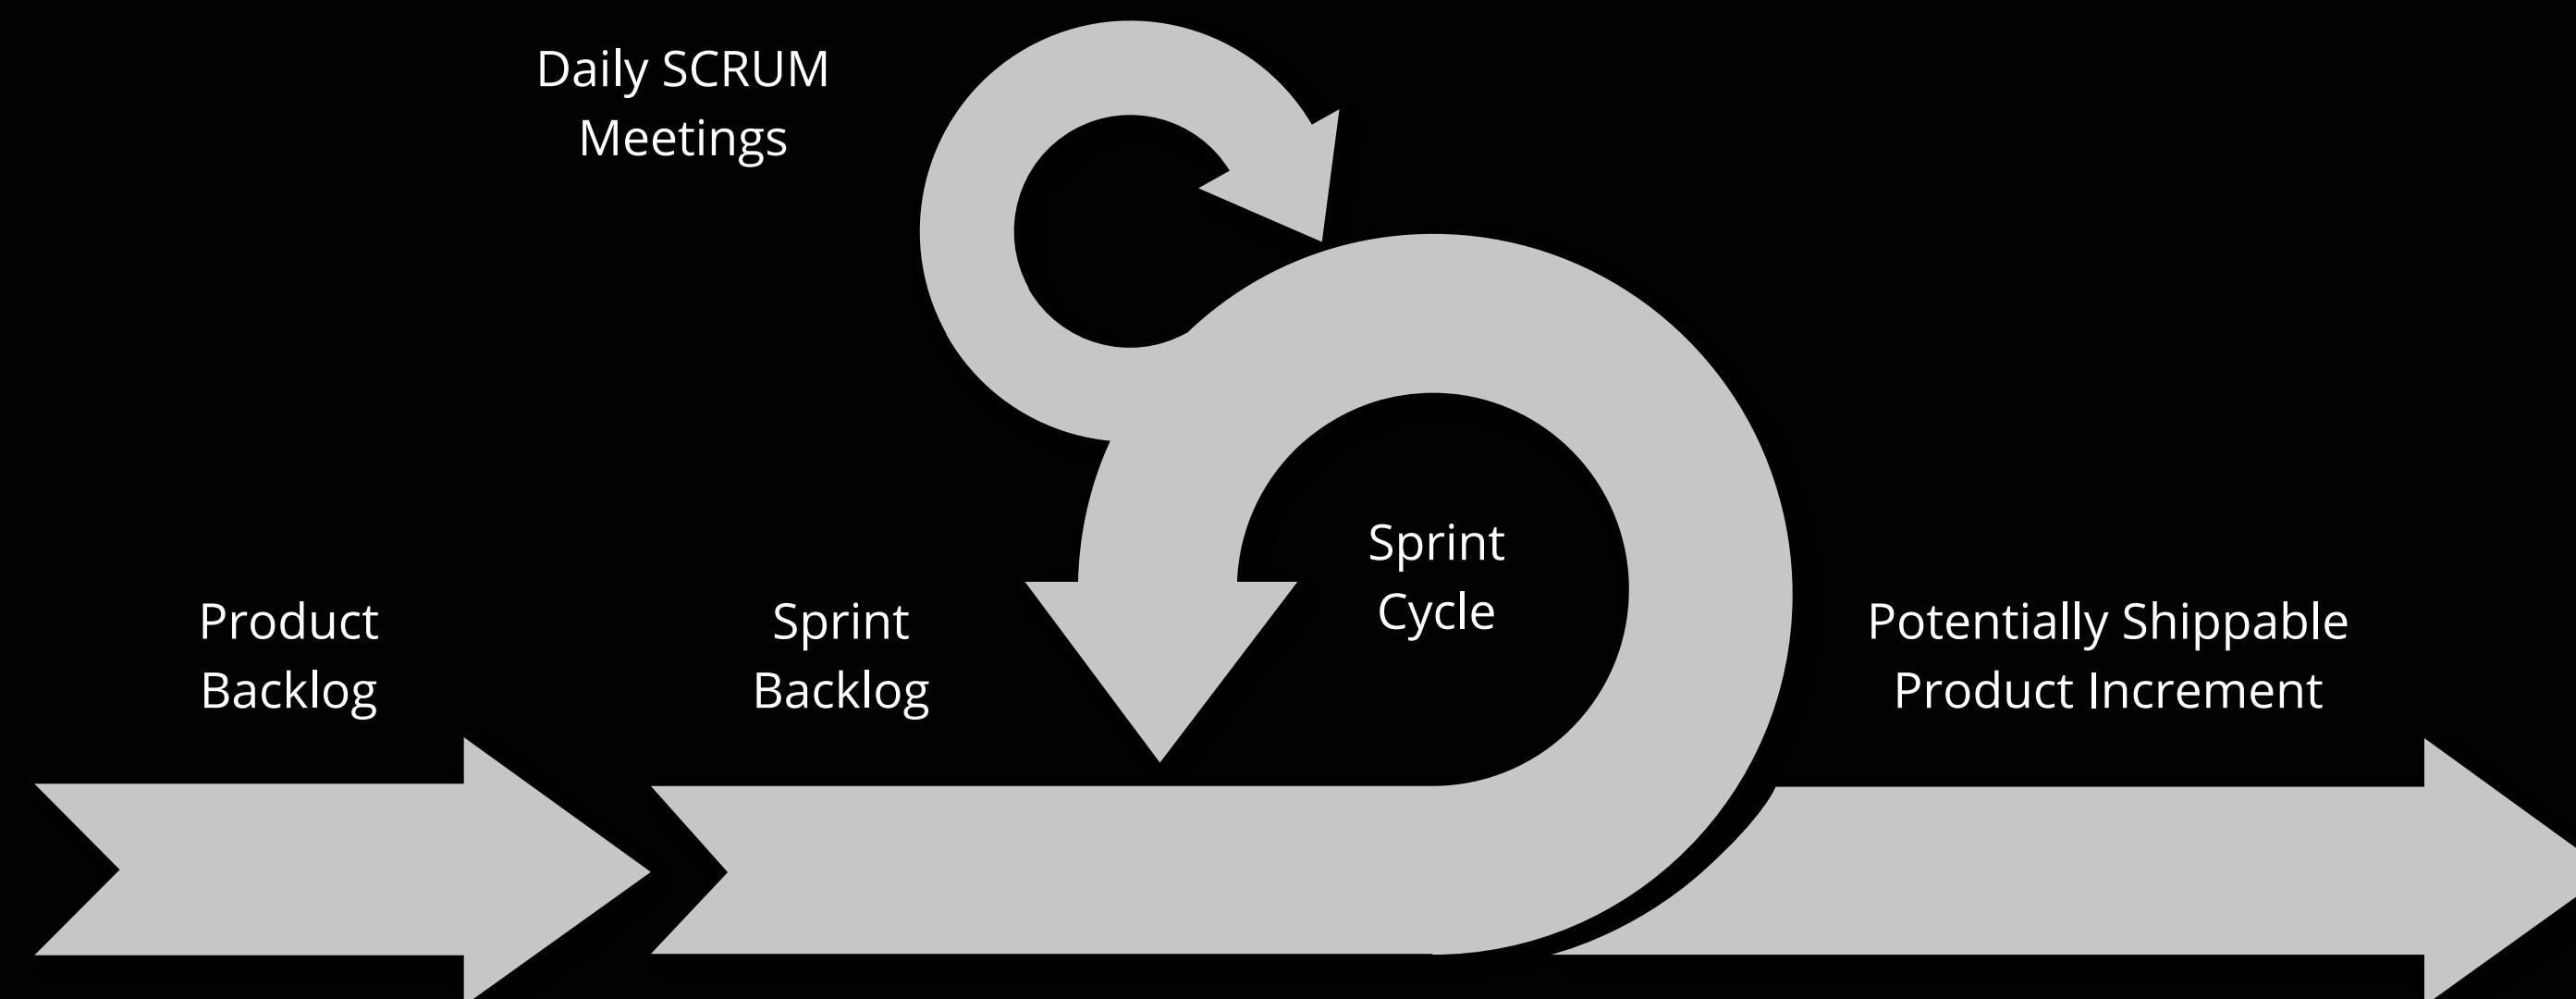 Daily SCRUM
Meetings
Sprint
Cycle
Product
Backlog
Sprint
Backlog
Potentially Shippable
Product Increment